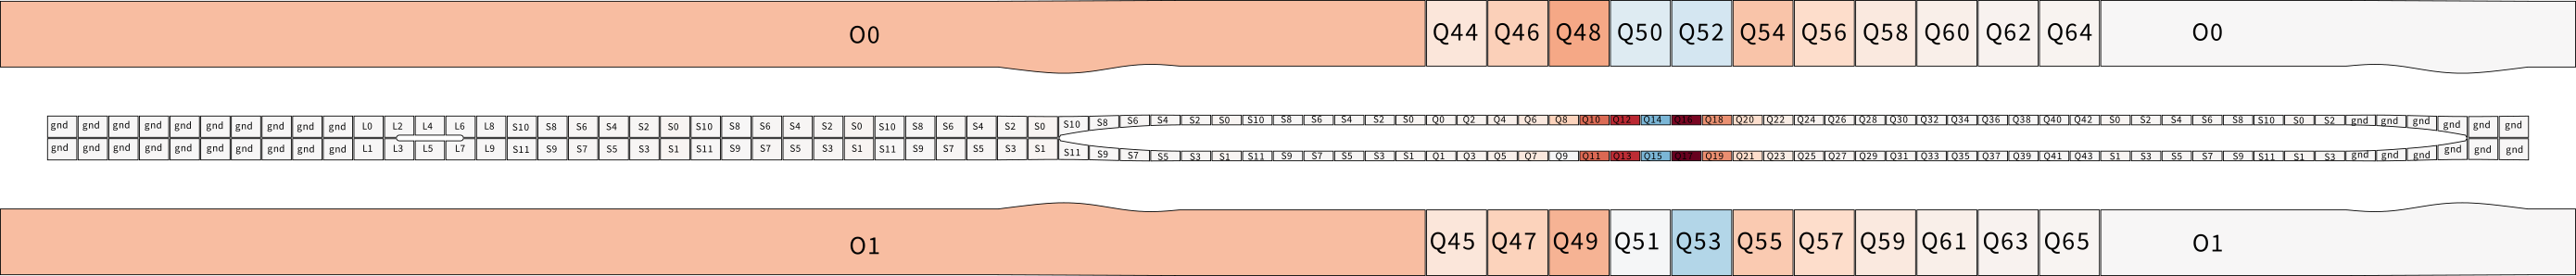 O0 Q44 Q46 Q48 Q50 Q52 Q54 Q56 Q58 Q60 Q62 Q64 O0
gnd gnd gnd gnd gnd gnd gnd gnd gnd gnd L0 L2 L4 L6 L8 S10 S8 S6 S4 S2 S0 S10 S8 S6 S4 S2 S0 S10 S8 S6 S4 S2 S0 S10 S8 S6 S4 S2 S0 S10 S8 S6 S4 S2 S0 Q0 Q2 Q4 Q6 Q8 Q10 Q12 Q14 Q16 Q18 Q20 Q22 Q24 Q26 Q28 Q30 Q32 Q34 Q36 Q38 Q40 Q42 S0 S2 S4 S6 S8 S10 S0 S2 gnd gnd gnd gnd gnd gnd
gnd gnd gnd gnd gnd gnd gnd gnd gnd gnd L1 L3 L5 L7 L9 S11 S9 S7 S5 S3 S1 S11 S9 S7 S5 S3 S1 S11 S9 S7 S5 S3 S1 S11 S9 S7 S5 S3 S1 S11 S9 S7 S5 S3 S1 Q1 Q3 Q5 Q7 Q9 Q11 Q13 Q15 Q17 Q19 Q21 Q23 Q25 Q27 Q29 Q31 Q33 Q35 Q37 Q39 Q41 Q43 S1 S3 S5 S7 S9 S11 S1 S3 gnd gnd gnd gnd gnd gnd
O1 Q45 Q47 Q49 Q51 Q53 Q55 Q57 Q59 Q61 Q63 Q65 O1